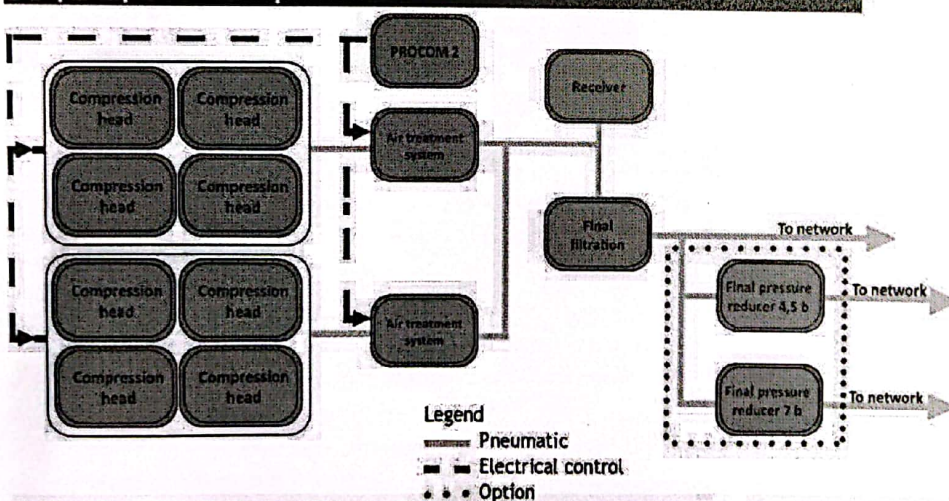 PROCOM 2
Receiver
Compression
head
Compression
head
Air treatment
system
Compression
head
Compression
head
Final
filtration
To network
Compression
head
Compression
head
Final pressure
reducer 4,5 b
To network
Air treatment
system
Compression
head
Compression
head
Final pressure
reducer 7 b
To network
Legend
Pneumatic
Electrical control
Option